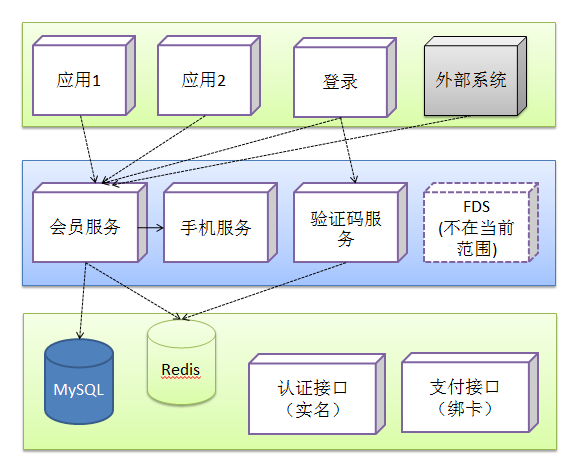 应用1
应用2
登录
外部系统
会员服务
手机服务
验证码服
务
FDS
(不在当前
范围)
MySQL
Redis
认证接口
（实名）
支付接口
（绑卡）